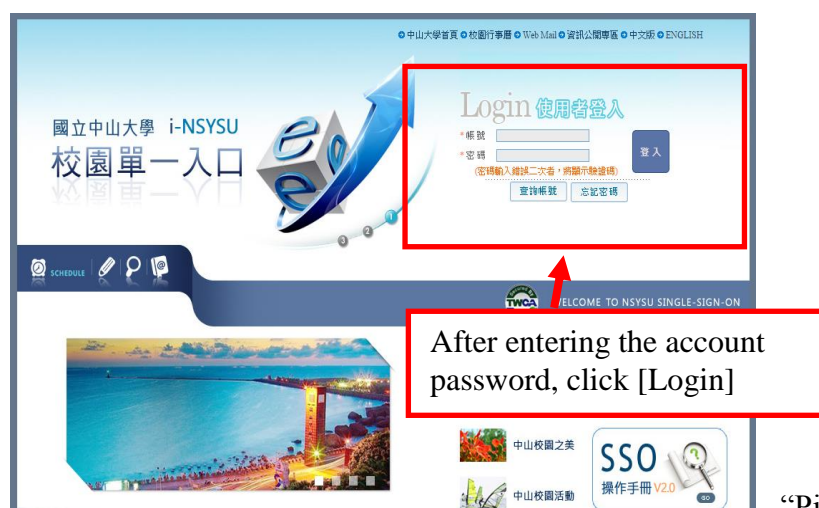 中山大學首頁 校園行事曆 Web Mail 資訊公開專區 中文版 ENGLISH
國立中山大學 i-NSYSU
校園單一入口
Login 使用者登入
*帳號
*密碼
登入
(密碼輸入錯誤二次者，將顯示驗證碼)
查詢帳號 忘記密碼
1
2
3
SCHEDULE
TWCA
WELCOME TO NSYSU SINGLE-SIGN-ON
After entering the account
password, click [Login]
中山校園之美
SSO
操作手冊 V2.0
GO
中山校園活動